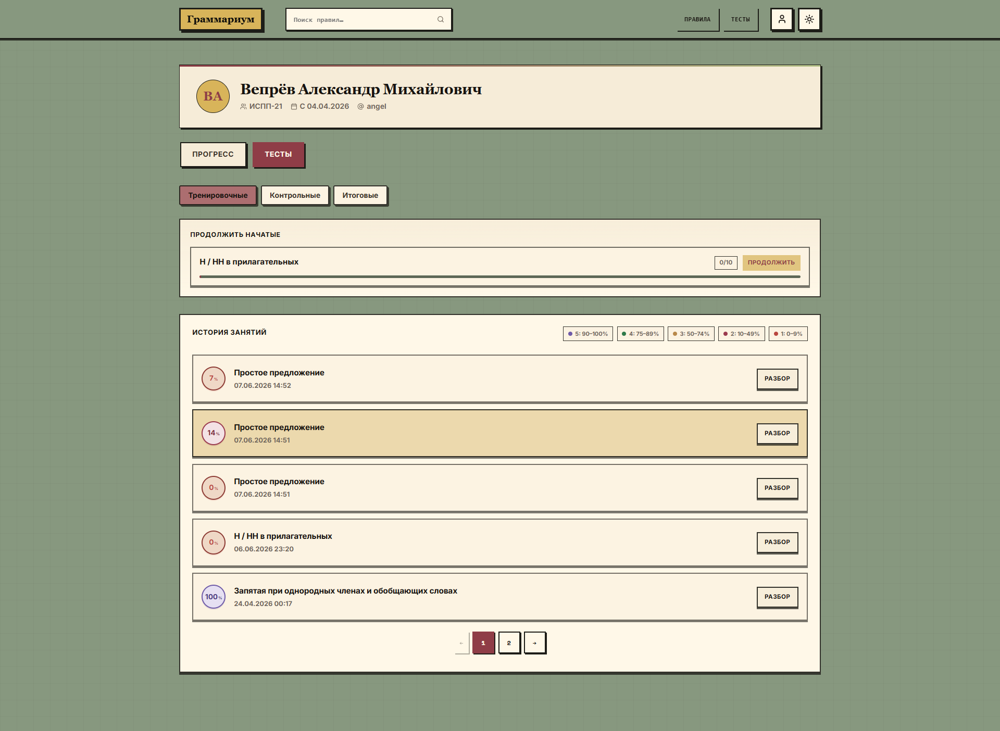 Граммариум
Поиск правил…
ПРАВИЛА
ТЕСТЫ
ВА
Вепрёв Александр Михайлович
ИСПП-21
С 04.04.2026
angel
ПРОГРЕСС
ТЕСТЫ
Тренировочные
Контрольные
Итоговые
ПРОДОЛЖИТЬ НАЧАТЫЕ
Н / НН в прилагательных
0/10
ПРОДОЛЖИТЬ
ИСТОРИЯ ЗАНЯТИЙ
5: 90–100%
4: 75–89%
3: 50–74%
2: 10–49%
1: 0–9%
7%
Простое предложение
07.06.2026 14:52
РАЗБОР
14%
Простое предложение
07.06.2026 14:51
РАЗБОР
0%
Простое предложение
07.06.2026 14:51
РАЗБОР
0%
Н / НН в прилагательных
06.06.2026 23:20
РАЗБОР
100%
Запятая при однородных членах и обобщающих словах
24.04.2026 00:17
РАЗБОР
← 1 2 →